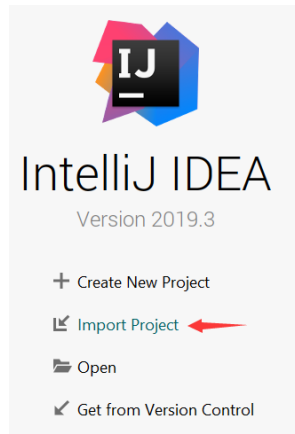 IJ
IntelliJ IDEA
Version 2019.3
Create New Project
Import Project
Open
Get from Version Control